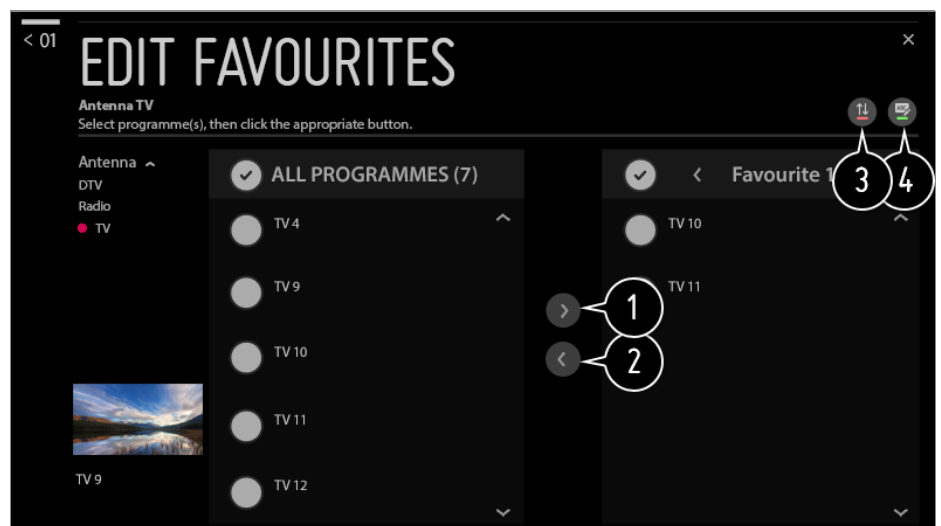 < 01
EDIT FAVOURITES
Antenna TV
Select programme(s), then click the appropriate button.
Antenna
DTV
Radio
TV
ALL PROGRAMMES (7)
TV 4
TV 9
TV 10
TV 11
TV 12
< Favourite 1
TV 10
TV 11
1
2
3
4
ABC
TV 9